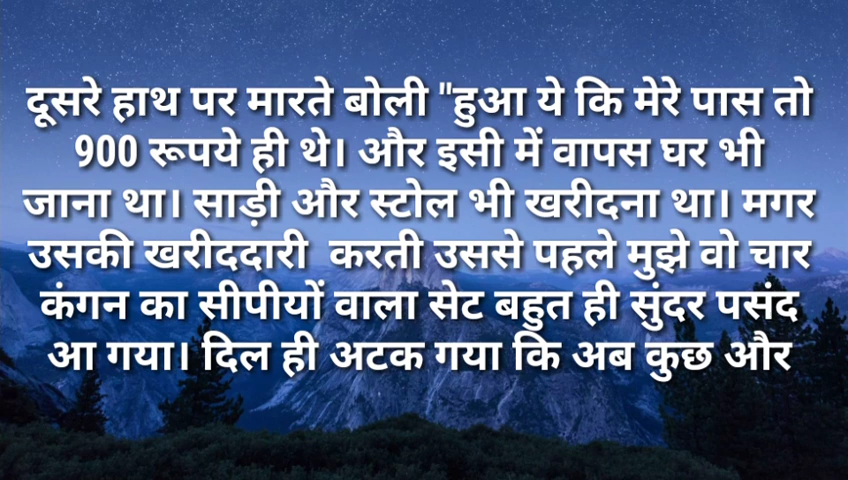 दूसरे हाथ पर मारते बोली "हुआ ये कि मेरे पास तो
900 रूपये ही थे। और इसी में वापस घर भी
जाना था। साड़ी और स्टोल भी खरीदना था। मगर
उसकी खरीददारी  करती उससे पहले मुझे वो चार
कंगन का सीपीयों वाला सेट बहुत ही सुंदर पसंद
आ गया। दिल ही अटक गया कि अब कुछ और